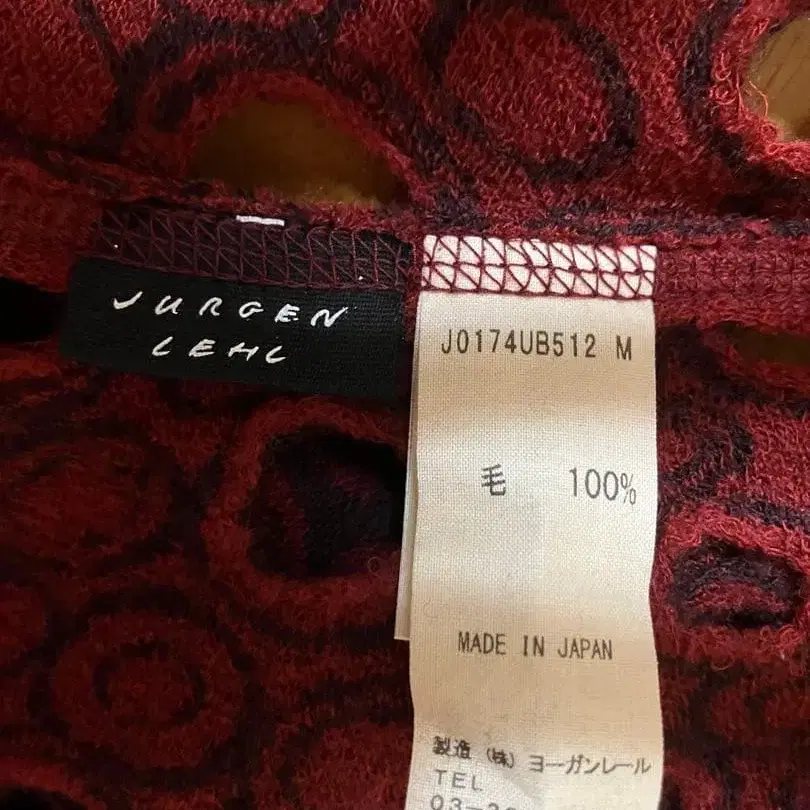 JURGEN
LEHL
J0174UB512 M
毛 100%
MADE IN JAPAN
製造 (株) ヨーガンレール
TEL